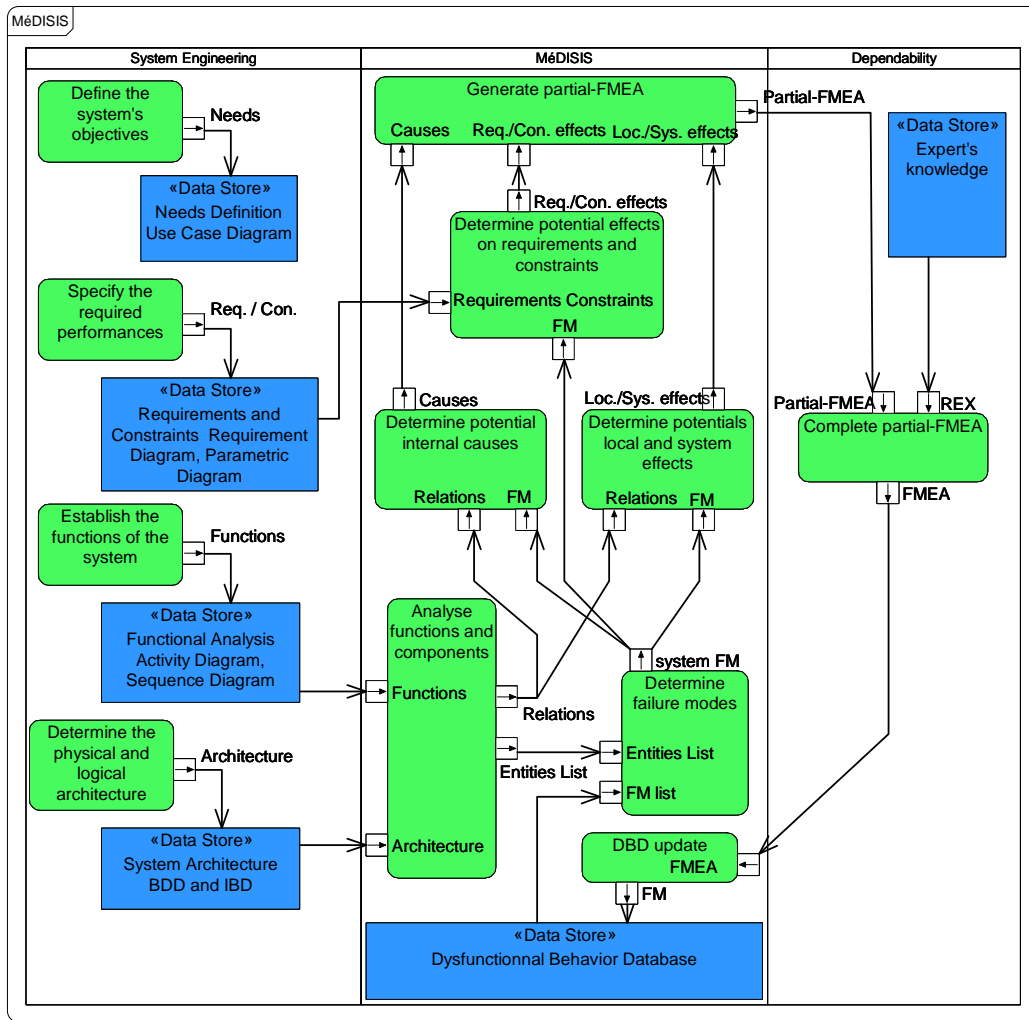 MéDISIS
System Engineering
MéDISIS
Dependability
Define the
system's
objectives
Needs
«Data Store»
Needs Definition
Use Case Diagram
Specify the
required
performances
Req. / Con.
«Data Store»
Requirements and
Constraints Requirement
Diagram, Parametric
Diagram
Establish the
functions of the
system
Functions
«Data Store»
Functional Analysis
Activity Diagram,
Sequence Diagram
Determine the
physical and
logical
architecture
Architecture
«Data Store»
System Architecture
BDD and IBD
Generate partial-FMEA
Causes
Req./Con. effects
Loc./Sys. effects
Partial-FMEA
Req./Con. effects
Determine potential effects
on requirements and
constraints
Requirements Constraints
FM
Causes
Determine potential
internal causes
Relations
FM
Loc./Sys. effects
Determine potentials
local and system
effects
Relations
FM
Analyse
functions and
components
Functions
Architecture
Relations
Entities List
system FM
Determine
failure modes
Entities List
FM list
DBD update
FMEA
FM
«Data Store»
Dysfunctionnal Behavior Database
«Data Store»
Expert's
knowledge
Partial-FMEA
REX
Complete partial-FMEA
FMEA